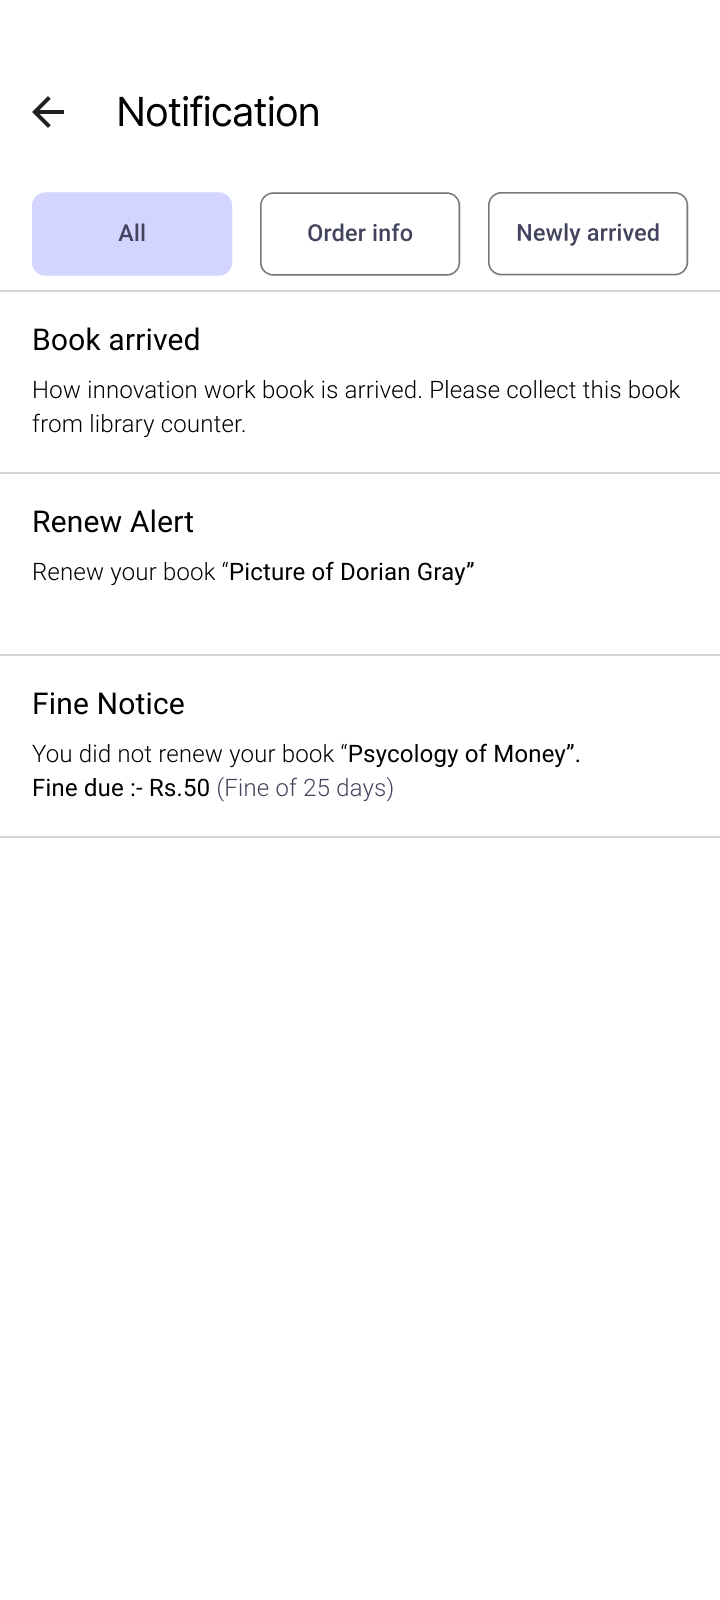 Notification
All
Order info
Newly arrived
Book arrived
How innovation work book is arrived. Please collect this book
from library counter.
Renew Alert
Renew your book “Picture of Dorian Gray”
Fine Notice
You did not renew your book “Psycology of Money”.
Fine due :- Rs.50 (Fine of 25 days)